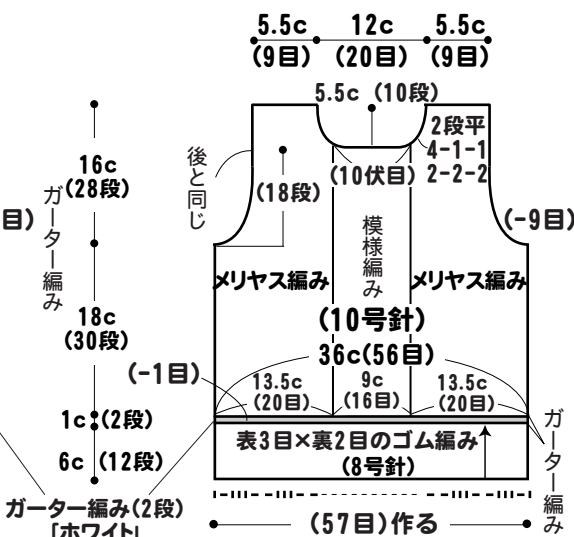 5.5c 12c 5.5c
(9目) (20目) (9目)
5.5c (10段)
2段平
4-1-1
2-2-2
後と同じ
(18段)
(10伏目)
16c
(28段)
ガーター編み
目)
(-9目)
模様編み
メリヤス編み
メリヤス編み
(10号針)
18c
(30段)
36c(56目)
(-1目)
13.5c
(20目)
9c
(16目)
13.5c
(20目)
1c (2段)
表3目×裏2目のゴム編み
(8号針)
6c (12段)
ガーター編み
ガーター編み(2段)
「ホワイト」
(57目)作る